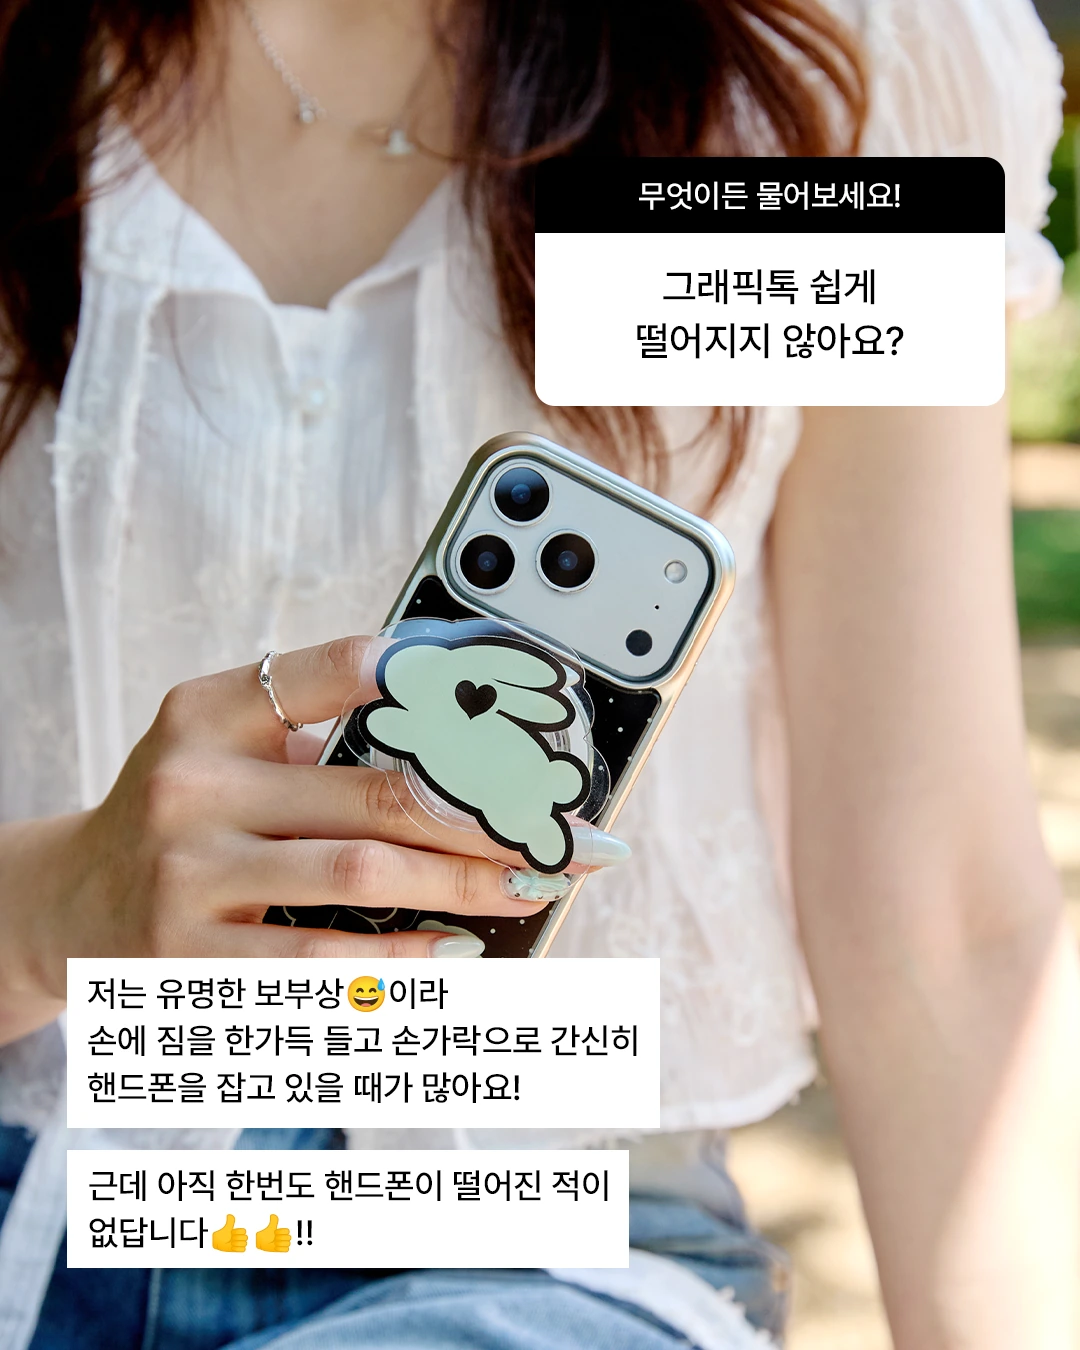 무엇이든 물어보세요!
그래픽톡 쉽게
떨어지지 않아요?
저는 유명한 보부상😅이라
손에 짐을 한가득 들고 손가락으로 간신히
핸드폰을 잡고 있을 때가 많아요!
근데 아직 한번도 핸드폰이 떨어진 적이
없답니다👍👍!!